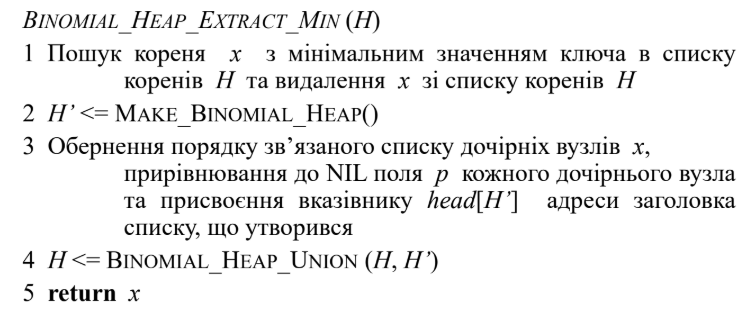 BINOMIAL_HEAP_EXTRACT_MIN (H)
1 Пошук кореня x з мінімальним значенням ключа в списку
коренів H та видалення x зі списку коренів H
2 H’ <= MAKE_BINOMIAL_HEAP()
3 Обернення порядку зв’язаного списку дочірніх вузлів x,
прирівнювання до NIL поля p кожного дочірнього вузла
та присвоєння вказівнику head[H’] адреси заголовка
списку, що утворився
4 H <= BINOMIAL_HEAP_UNION (H, H’)
5 return x